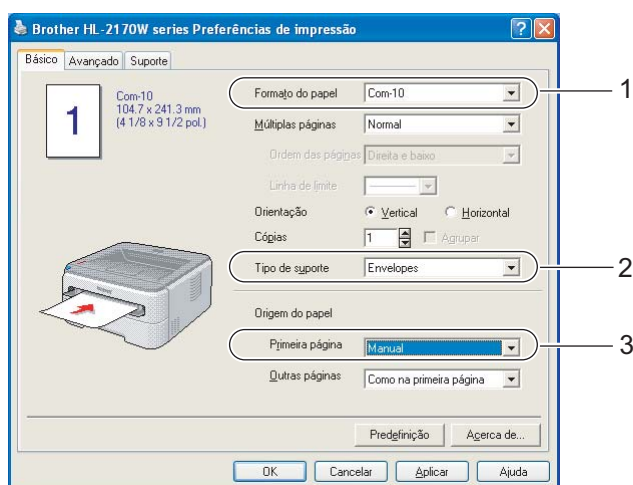 Brother HL-2170W series Preferências de impressão
Básico Avançado Suporte
1
Com-10
104.7 x 241.3 mm
(4 1/8 x 9 1/2 pol.)
Formato do papel Com-10 1
Múltiplas páginas Normal
Ordem das páginas Direita e baixo
Linha de limite
Orientação Vertical Horizontal
Cópias 1 Agrupar
Tipo de suporte Envelopes 2
Origem do papel
Primeira página Manual 3
Outras páginas Como na primeira página
Predefinição Acerca de...
OK Cancelar Aplicar Ajuda